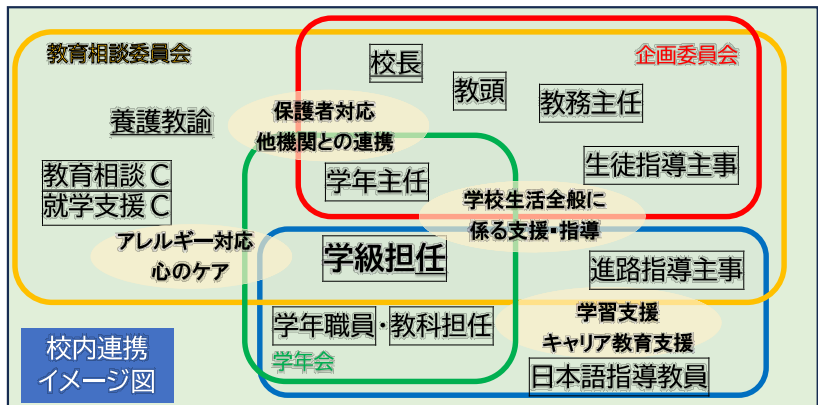 教育相談委員会
企画委員会
校長
教頭
教務主任
養護教諭
保護者対応
他機関との連携
教育相談C
就学支援C
学年主任
生徒指導主事
学校生活全般に
係る支援・指導
アレルギー対応
心のケア
学級担任
進路指導主事
学習支援
キャリア教育支援
学年職員・教科担任
学年会
日本語指導教員
校内連携
イメージ図